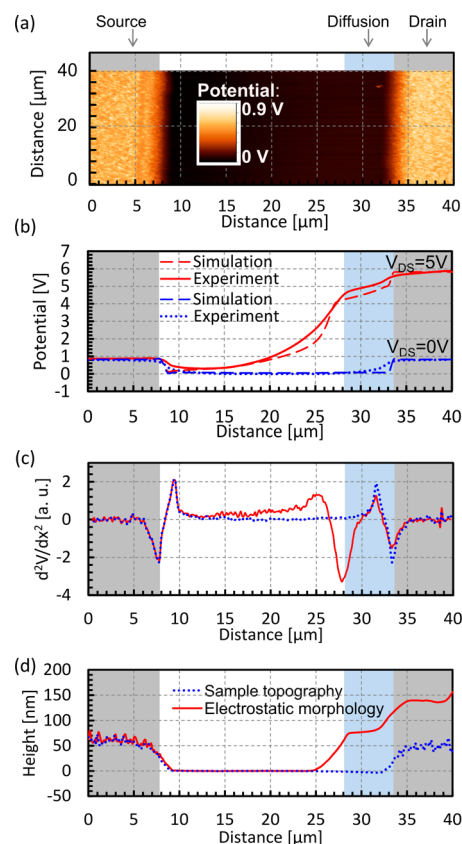 (a)
Source
Diffusion
Drain
Distance [μm]
40
20
0
Potential:
0.9 V
0 V
0 5 10 15 20 25 30 35 40
Distance [μm]
(b)
Potential [V]
7
6
5
4
3
2
1
0
-1
Simulation
Experiment
Simulation
Experiment
VDS=5V
VDS=0V
0 5 10 15 20 25 30 35 40
Distance [μm]
(c)
d²V/dx² [a. u.]
2
0
-2
-4
0 5 10 15 20 25 30 35 40
Distance [μm]
(d)
Height [nm]
200
150
100
50
0
-50
Sample topography
Electrostatic morphology
0 5 10 15 20 25 30 35 40
Distance [μm]